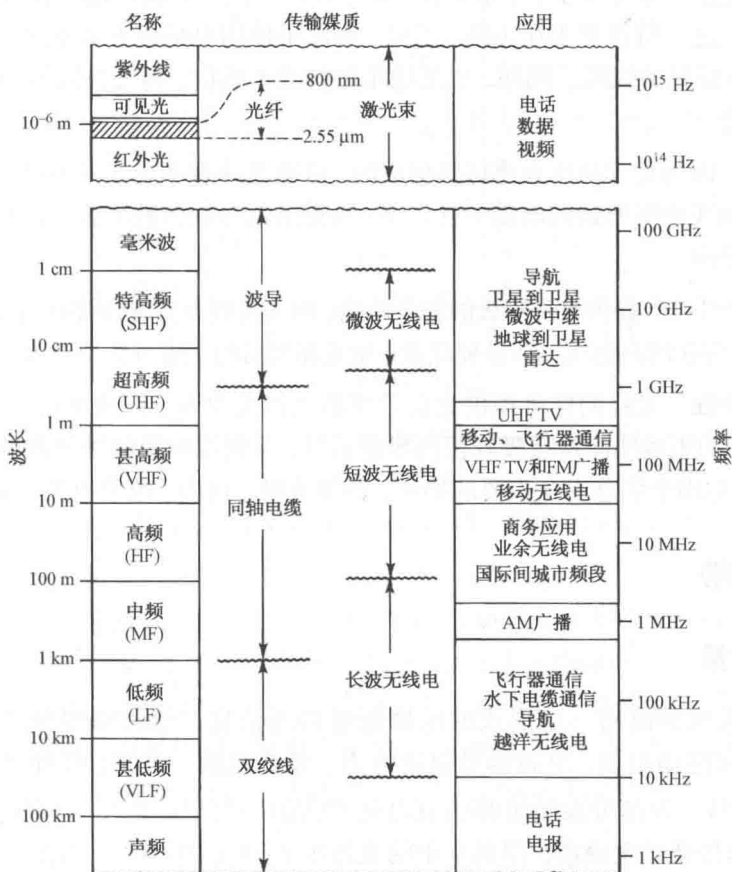 名称 传输媒质 应用
紫外线
可见光
红外光
10⁻⁶ m
800 nm
光纤
2.55 μm
激光束
电话
数据
视频
10¹⁵ Hz
10¹⁴ Hz
波长
毫米波
1 cm
特高频
(SHF)
10 cm
超高频
(UHF)
1 m
甚高频
(VHF)
10 m
高频
(HF)
100 m
中频
(MF)
1 km
低频
(LF)
10 km
甚低频
(VLF)
100 km
声频
波导
同轴电缆
双绞线
微波无线电
短波无线电
长波无线电
导航
卫星到卫星
微波中继
地球到卫星
雷达
UHF TV
移动、飞行器通信
VHF TV和FM广播
移动无线电
商务应用
业余无线电
国际间城市频段
AM广播
飞行器通信
水下电缆通信
导航
越洋无线电
电话
电报
100 GHz
10 GHz
1 GHz
100 MHz
10 MHz
1 MHz
100 kHz
10 kHz
1 kHz
频率